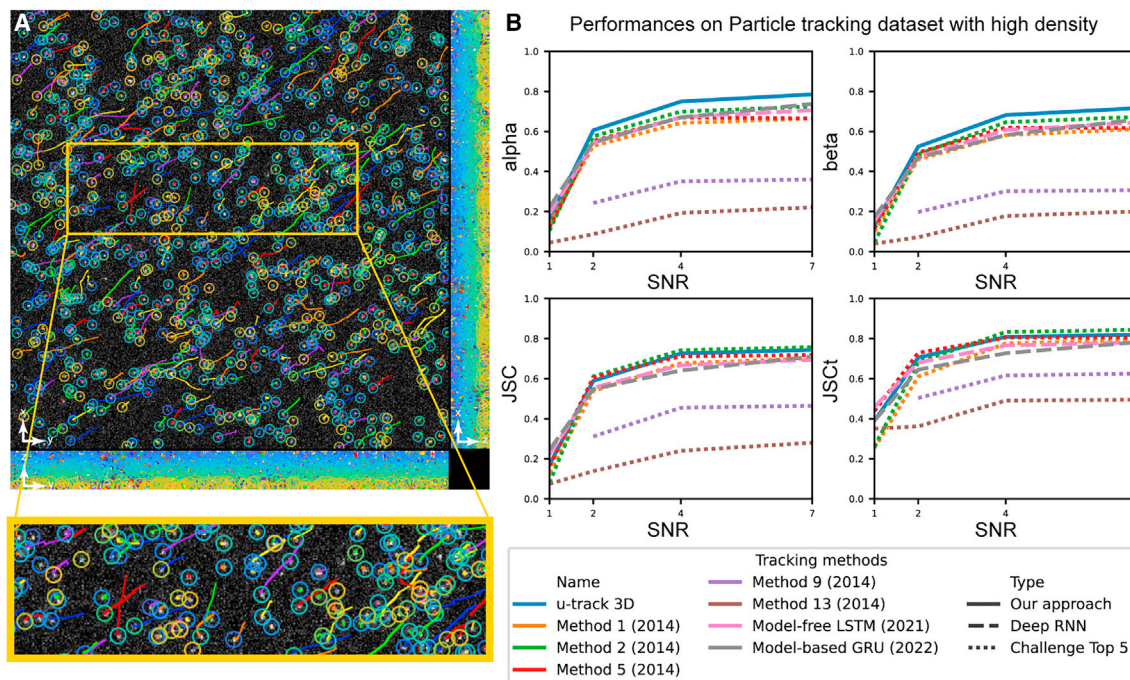 A
B Performances on Particle tracking dataset with high density
1.0
0.8
0.6
0.4
0.2
0.0
alpha
1 2 4 7
SNR
1.0
0.8
0.6
0.4
0.2
0.0
beta
1 2 4
SNR
1.0
0.8
0.6
0.4
0.2
0.0
JSC
1 2 4 7
SNR
1.0
0.8
0.6
0.4
0.2
0.0
JSCt
1 2 4
SNR
Tracking methods
Name
u-track 3D
Method 1 (2014)
Method 2 (2014)
Method 5 (2014)
Method 9 (2014)
Method 13 (2014)
Model-free LSTM (2021)
Model-based GRU (2022)
Type
Our approach
Deep RNN
Challenge Top 5